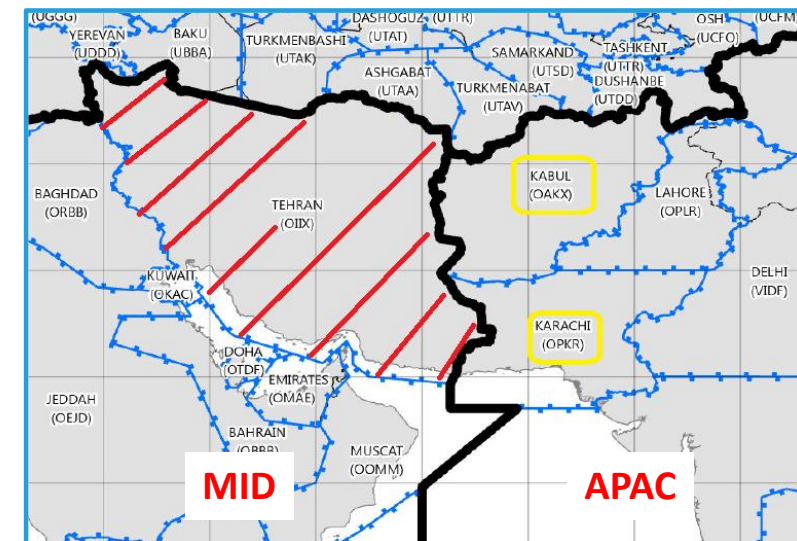 (UGGG)
YEREVAN
(UDDD)
BAKU
(UBBA)
TURKMENBASHI
(UTAK)
DASHOGUZ (UTTR)
(UTAT)
ASHGABAT
(UTAA)
SAMARKAND
(UTSD)
TURKMENABAT
(UTAV)
TASHKENT
(UTTR)
DUSHANBE
(UTDD)
OSH
(UCFO)
(UCFM)
BAGHDAD
(ORBB)
TEHRAN
(OIIX)
KABUL
(OAKX)
LAHORE
(OPLR)
DELHI
(VIDF)
KUWAIT
(OKAC)
KARACHI
(OPKR)
DOHA
(OTDF)
EMIRATES
(OMAE)
JEDDAH
(OEJD)
BAHRAIN
(OBBB)
MUSCAT
(OOMM)
MID
APAC